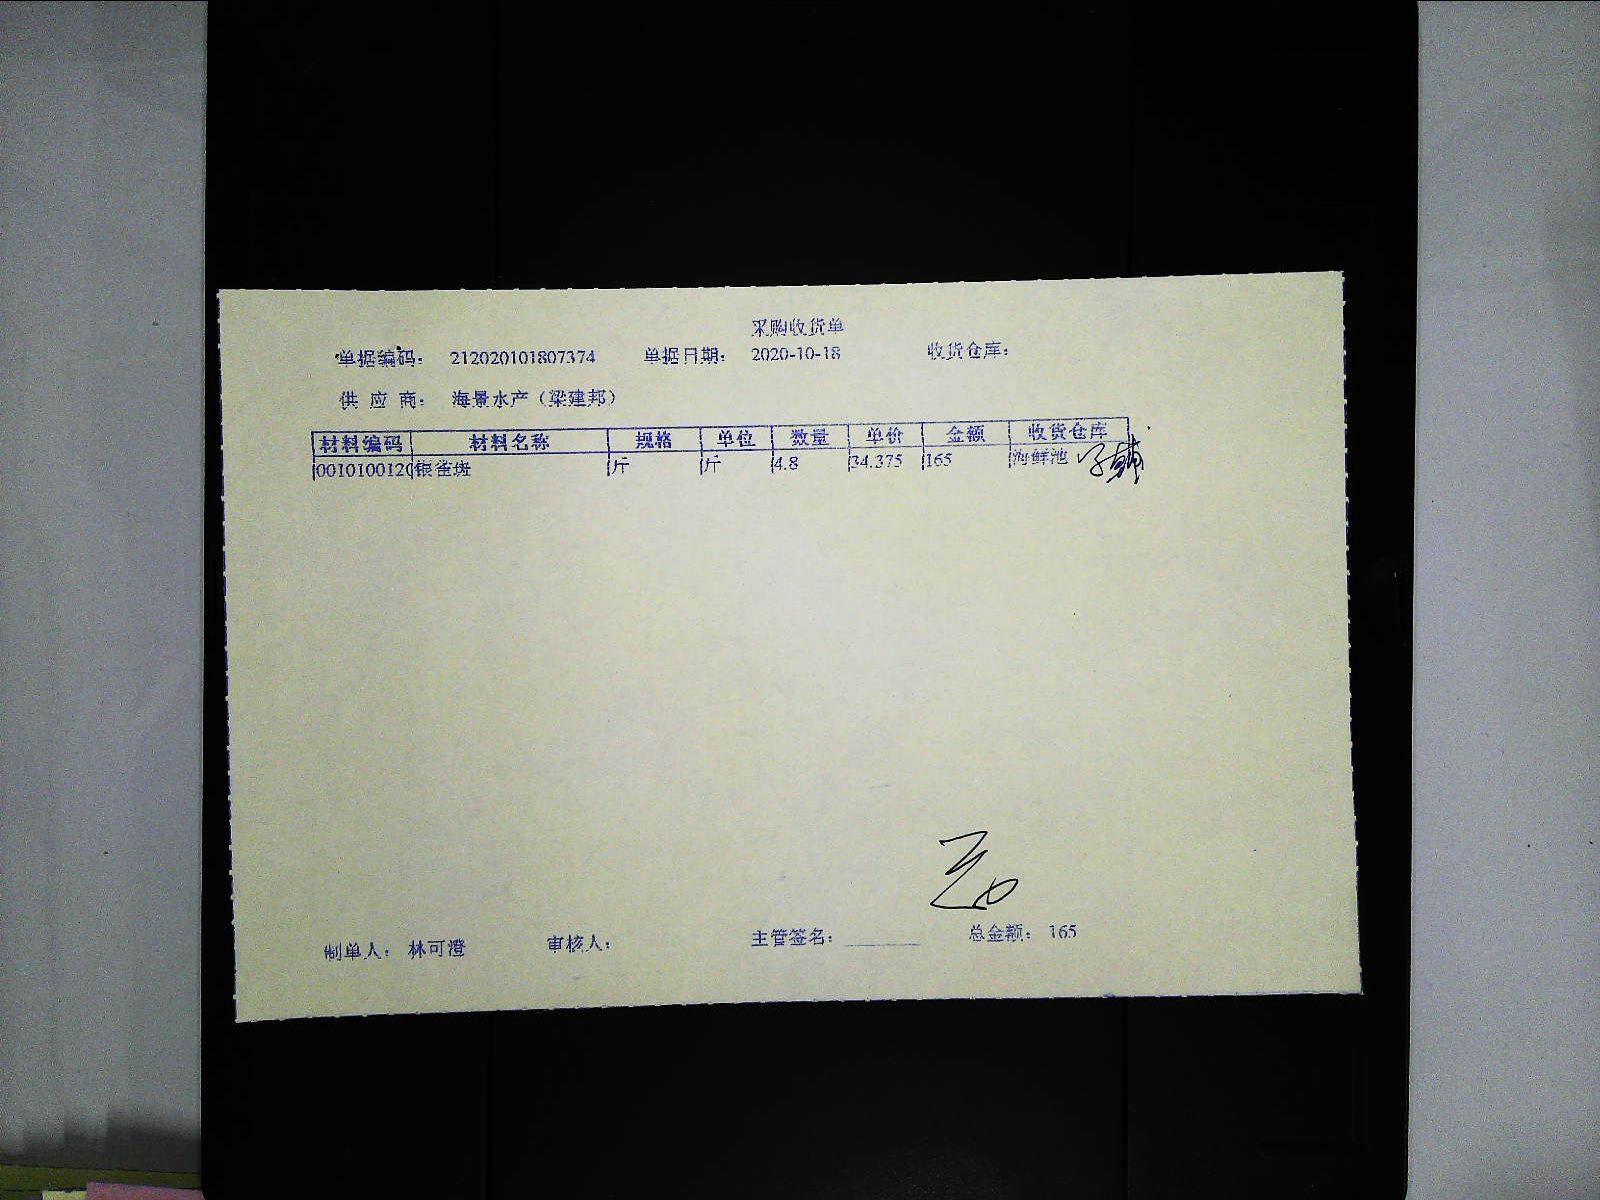 采购收货单
单据编码： 212020101807374 单据日期： 2020-10-18 收货仓库：
供 应 商： 海景水产（梁建邦）
材料编码 材料名称 规格 单位 数量 单价 金额 收货仓库
0010100120 银雀斑 斤 斤 4.8 34.375 165 海鲜池
制单人： 林可澄 审核人： 主管签名： 总金额： 165